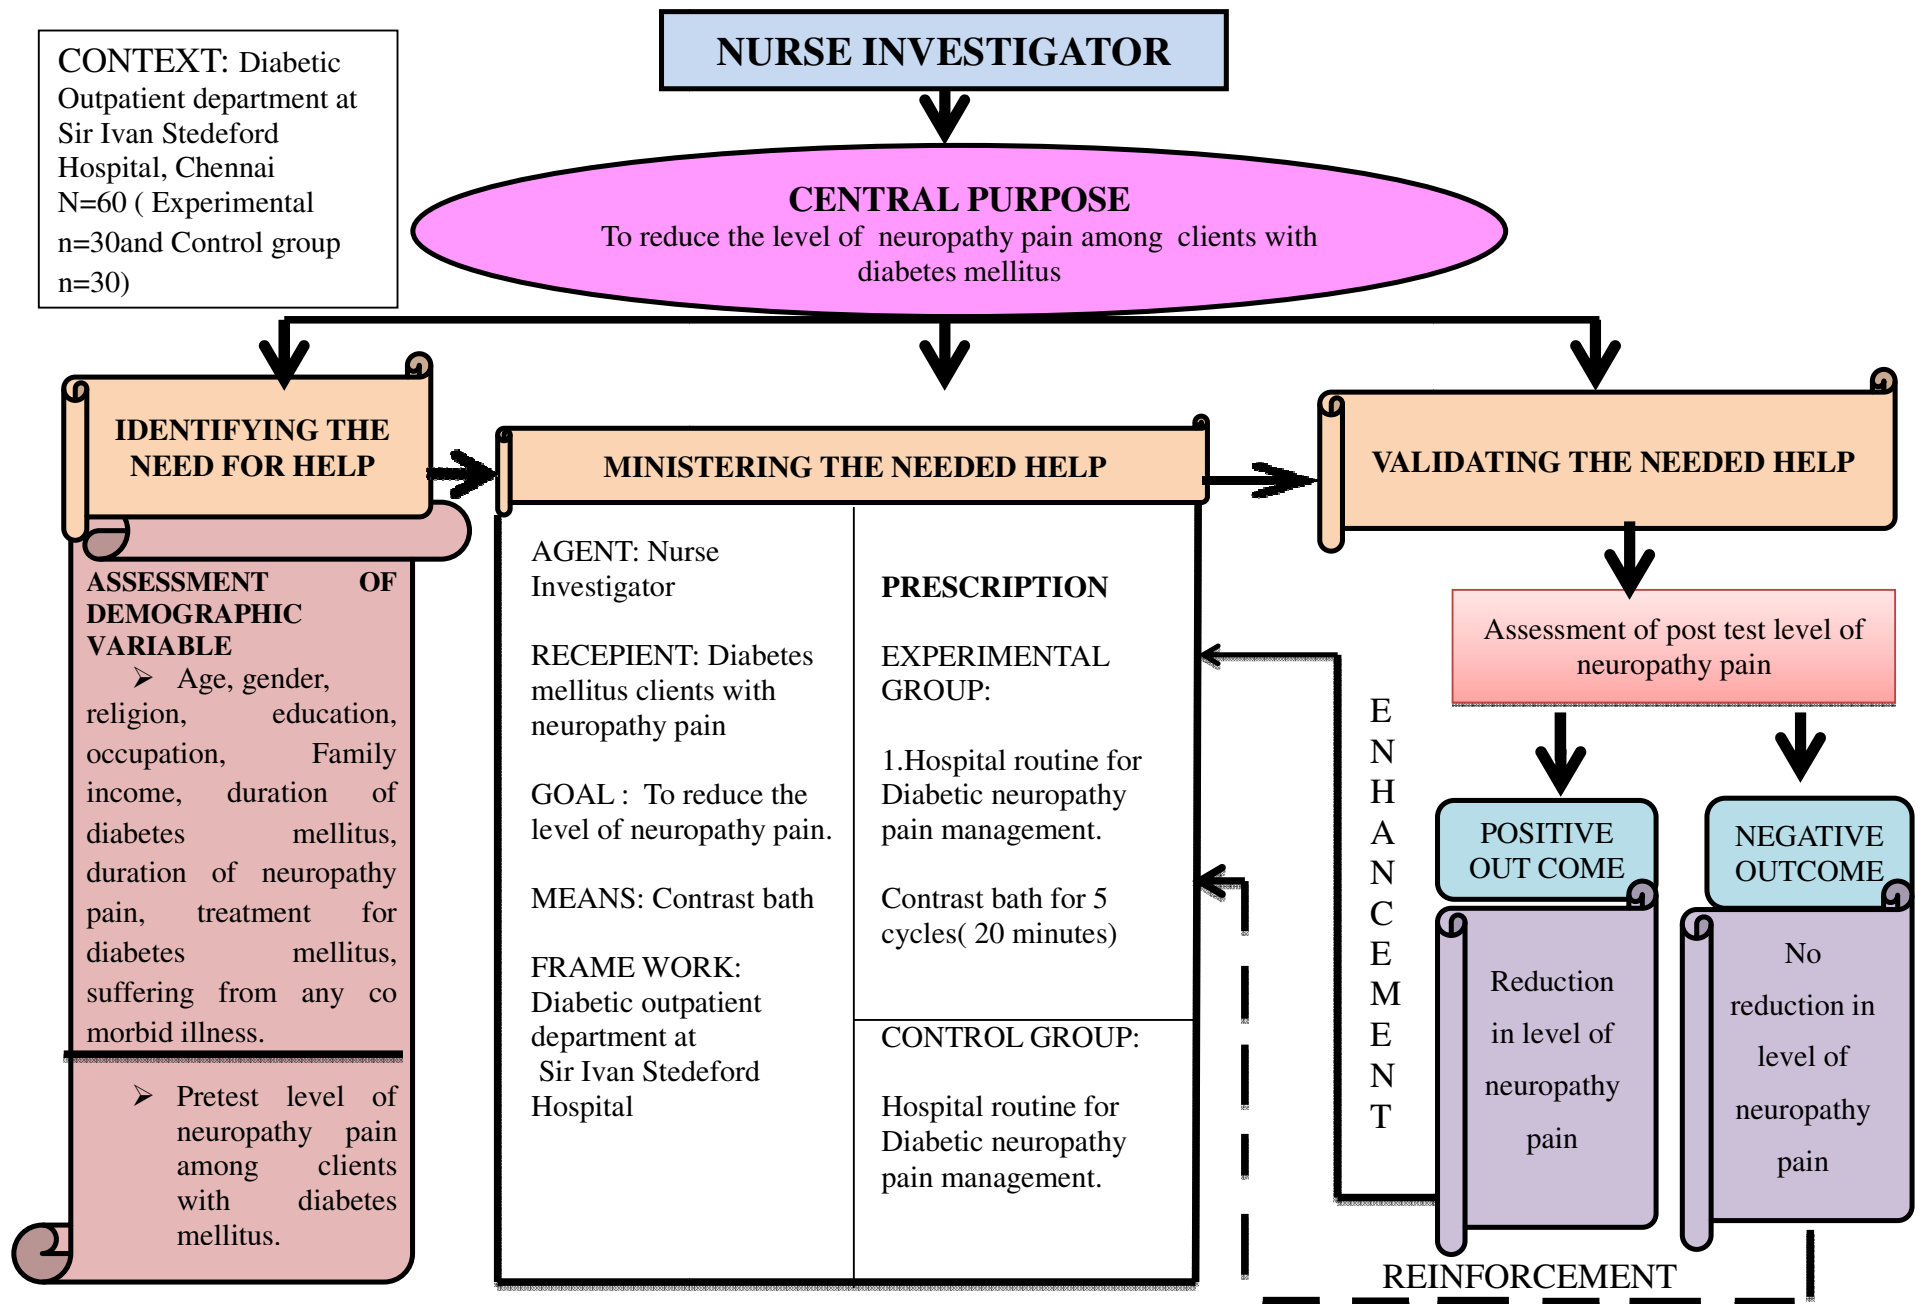 CONTEXT: Diabetic
Outpatient department at
Sir Ivan Stedeford
Hospital, Chennai
N=60 ( Experimental
n=30and Control group
n=30)
NURSE INVESTIGATOR
CENTRAL PURPOSE
To reduce the level of neuropathy pain among clients with
diabetes mellitus
IDENTIFYING THE
NEED FOR HELP
ASSESSMENT OF
DEMOGRAPHIC
VARIABLE
➢ Age, gender,
religion, education,
occupation, Family
income, duration of
diabetes mellitus,
duration of neuropathy
pain, treatment for
diabetes mellitus,
suffering from any co
morbid illness.
➢ Pretest level of
neuropathy pain
among clients
with diabetes
mellitus.
MINISTERING THE NEEDED HELP
AGENT: Nurse
Investigator
RECEPIENT: Diabetes
mellitus clients with
neuropathy pain
GOAL : To reduce the
level of neuropathy pain.
MEANS: Contrast bath
FRAME WORK:
Diabetic outpatient
department at
Sir Ivan Stedeford
Hospital
PRESCRIPTION
EXPERIMENTAL
GROUP:
1.Hospital routine for
Diabetic neuropathy
pain management.
Contrast bath for 5
cycles( 20 minutes)
CONTROL GROUP:
Hospital routine for
Diabetic neuropathy
pain management.
VALIDATING THE NEEDED HELP
Assessment of post test level of
neuropathy pain
E
N
H
A
N
C
E
M
E
N
T
POSITIVE
OUT COME
Reduction
in level of
neuropathy
pain
NEGATIVE
OUTCOME
No
reduction in
level of
neuropathy
pain
REINFORCEMENT